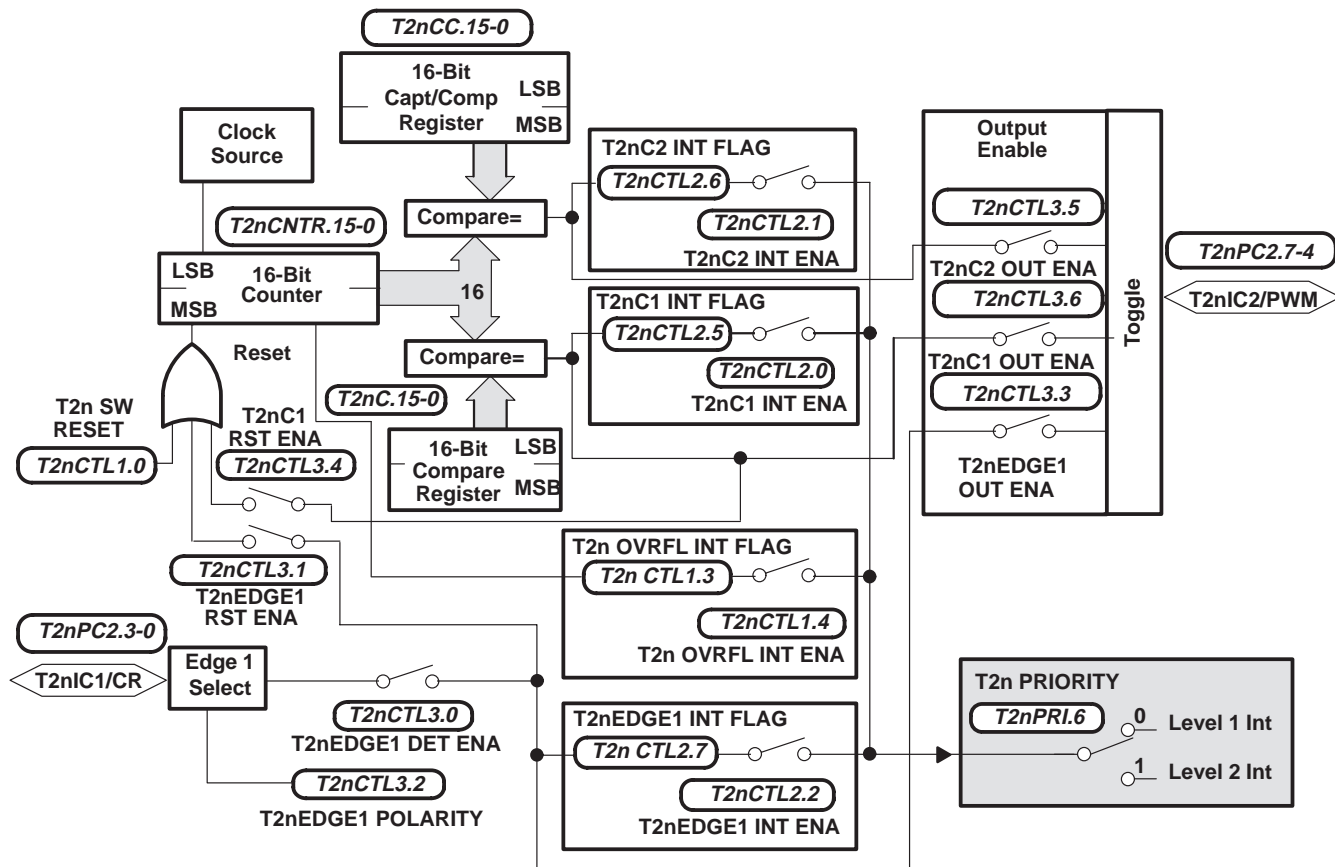 T2nCC.15-0
16-Bit
Capt/Comp
Register
LSB
MSB
Clock
Source
T2nCNTR.15-0
LSB
MSB
16-Bit
Counter
16
Compare=
Compare=
Reset
T2nC.15-0
16-Bit
Compare
Register
LSB
MSB
T2n SW
RESET
T2nCTL1.0
T2nC1
RST ENA
T2nCTL3.4
T2nCTL3.1
T2nEDGE1
RST ENA
T2nPC2.3-0
T2nIC1/CR
Edge 1
Select
T2nCTL3.0
T2nEDGE1 DET ENA
T2nCTL3.2
T2nEDGE1 POLARITY
T2nC2 INT FLAG
T2nCTL2.6
T2nCTL2.1
T2nC2 INT ENA
T2nC1 INT FLAG
T2nCTL2.5
T2nCTL2.0
T2nC1 INT ENA
T2n OVRFL INT FLAG
T2n CTL1.3
T2nCTL1.4
T2n OVRFL INT ENA
T2nEDGE1 INT FLAG
T2n CTL2.7
T2nCTL2.2
T2nEDGE1 INT ENA
Output
Enable
T2nCTL3.5
T2nC2 OUT ENA
T2nCTL3.6
T2nC1 OUT ENA
T2nCTL3.3
T2nEDGE1
OUT ENA
Toggle
T2nPC2.7-4
T2nIC2/PWM
T2n PRIORITY
T2nPRI.6
0 Level 1 Int
1 Level 2 Int